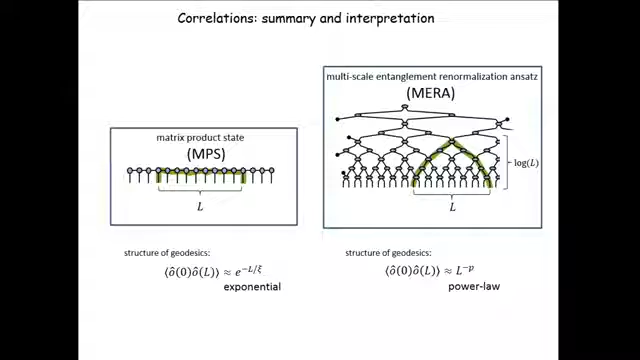 Correlations: summary and interpretation
matrix product state
(MPS)
L
structure of geodesics:
⟨ô(0)ô(L)⟩ ≈ e^{-L/ξ}
exponential
multi-scale entanglement renormalization ansatz
(MERA)
log(L)
L
structure of geodesics:
⟨ô(0)ô(L)⟩ ≈ L^{-p}
power-law